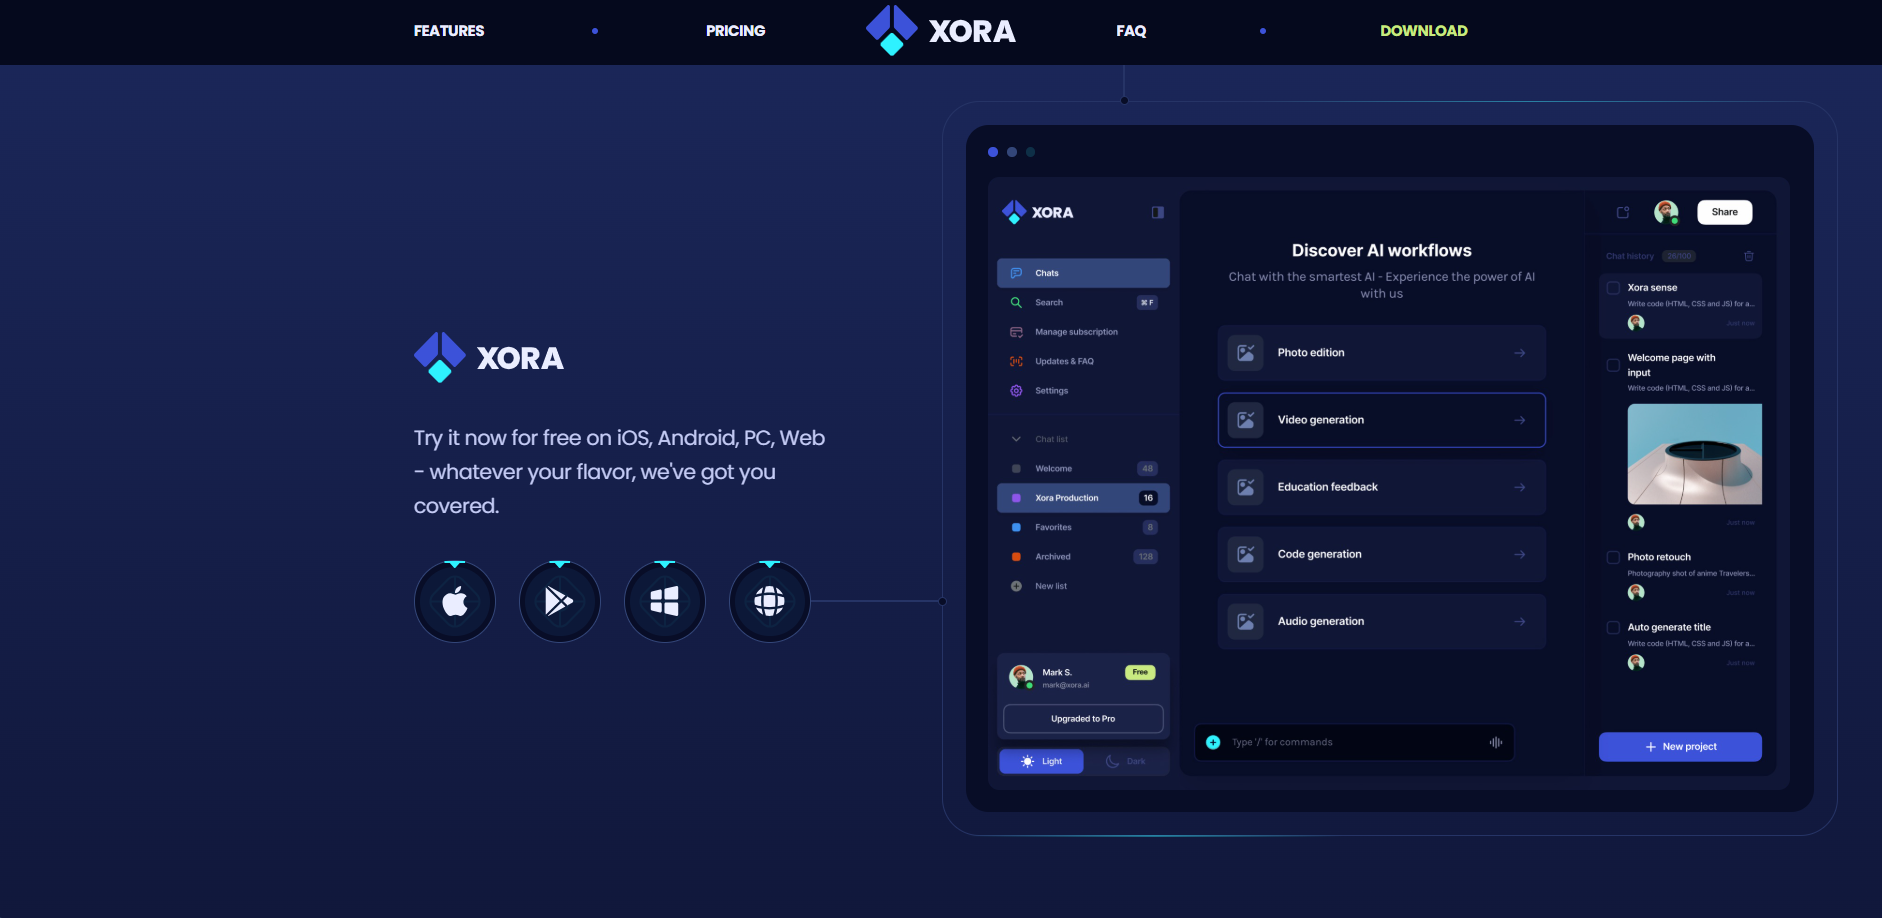 FEATURES
PRICING
XORA
FAQ
DOWNLOAD
XORA
Try it now for free on iOS, Android, PC, Web
- whatever your flavor, we've got you
covered.
XORA
Chats
Search
⌘ F
Manage subscription
Updates & FAQ
Settings
Chat list
Welcome
48
Xora Production
16
Favorites
8
Archived
128
New list
Mark S.
mark@xora.ai
Free
Upgraded to Pro
Light
Dark
Discover AI workflows
Chat with the smartest AI - Experience the power of AI
with us
Photo edition
Video generation
Education feedback
Code generation
Audio generation
Type '/' for commands
Share
Chat history
26/100
Xora sense
Write code (HTML, CSS and JS) for a...
Just now
Welcome page with
input
Write code (HTML, CSS and JS) for a...
Just now
Photo retouch
Photography shot of anime Travelers...
Just now
Auto generate title
Write code (HTML, CSS and JS) for a...
Just now
New project